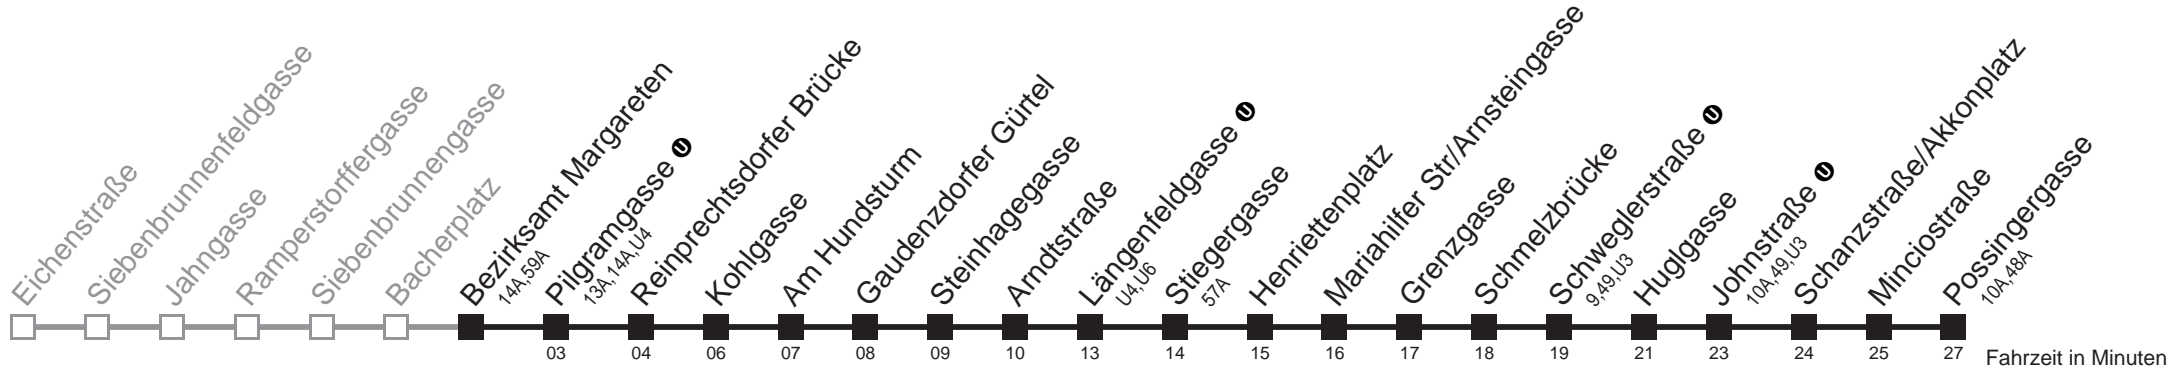 Eichenstraße
Siebenbrunnenfeldgasse
Jahngasse
Ramperstorffergasse
Siebenbrunnengasse
Bacherplatz
Bezirksamt Margareten
14A,59A
Pilgramgasse U
13A,14A,U4
Reinprechtsdorfer Brücke
Kohlgasse
Am Hundsturm
Gaudenzdorfer Gürtel
Steinhagegasse
Arndtstraße
Längenfeldgasse U
U4,U6
Stiegergasse
57A
Henriettenplatz
Mariahilfer Str/Arnsteingasse
Grenzgasse
Schmelzbrücke
Schweglerstraße U
9,49,U3
Huglgasse
Johnstraße U
10A,49,U3
Schanzstraße/Akkonplatz
Minciostraße
Possingergasse
10A,48A
03 04 06 07 08 09 10 13 14 15 16 17 18 19 21 23 24 25 27 Fahrzeit in Minuten